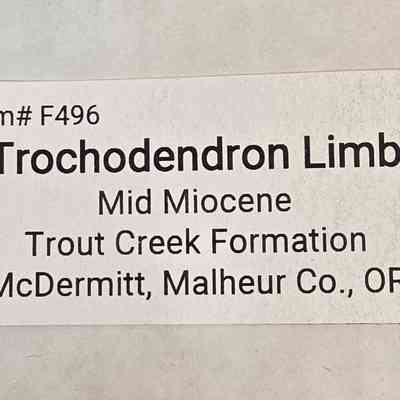 m# F496
Trochodendron Limb
Mid Miocene
Trout Creek Formation
McDermitt, Malheur Co., OR